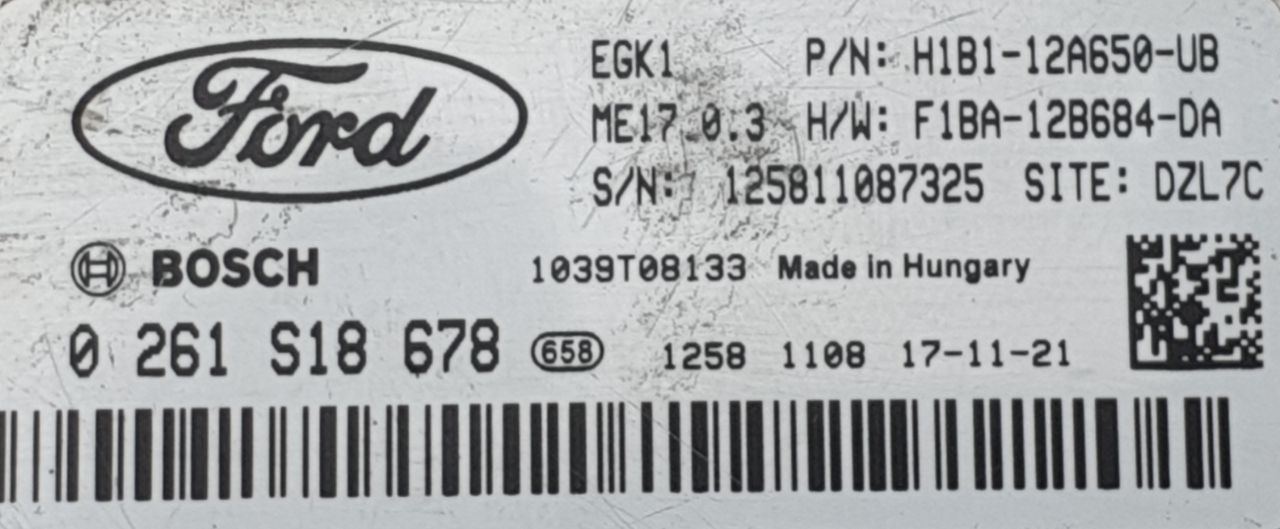 Ford
EGK1 P/N: H1B1-12A650-UB
ME17.0.3 H/W: F1BA-12B684-DA
S/N: 125811087325 SITE: DZL7C
BOSCH 1039T08133 Made in Hungary
0 261 S18 678 658 1258 1108 17-11-21